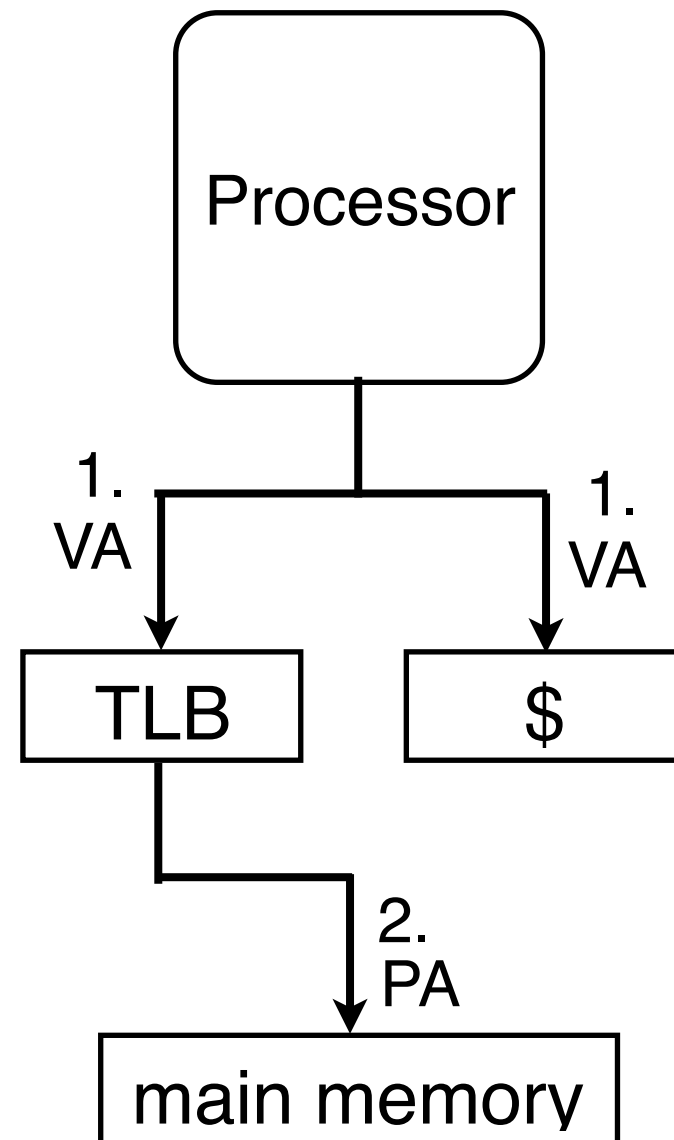 Processor
1.
VA
1.
VA
TLB
$
2.
PA
main memory